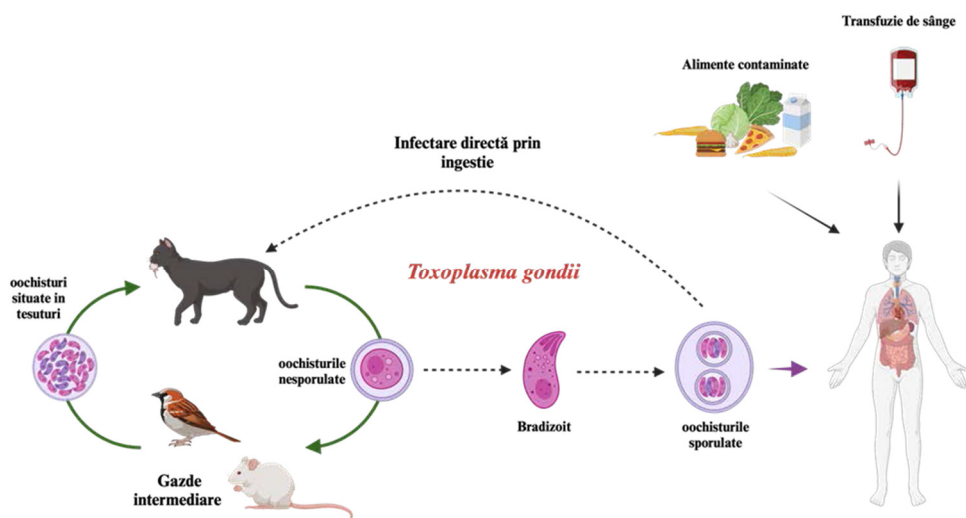 Transfuzie de sânge
Alimente contaminate
Infectare directă prin
ingestie
Toxoplasma gondii
oochisturi
situate in
tesuturi
oochisturile
nesporulate
Bradizoit
oochisturile
sporulate
Gazde
intermediare